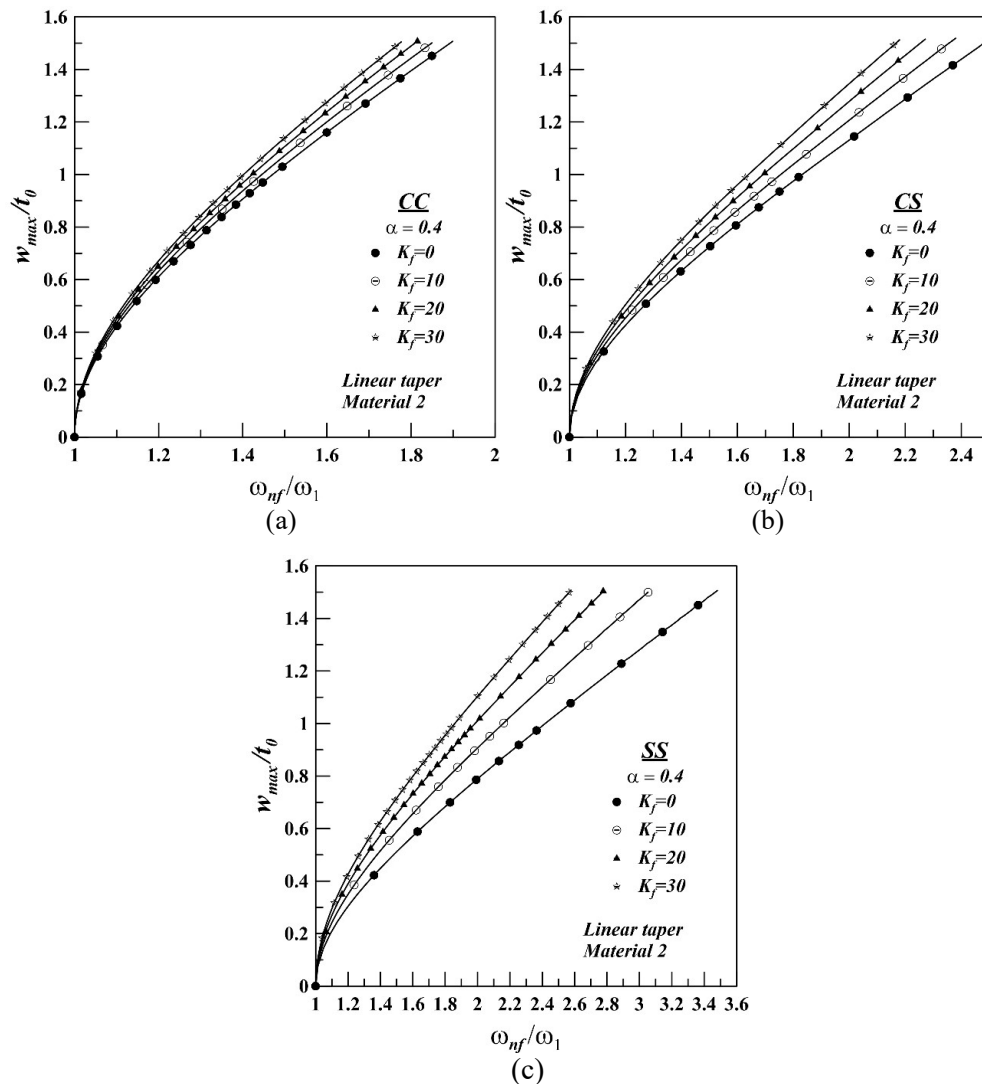 1.6
1.4
1.2
1
0.8
0.6
0.4
0.2
0
w_max/t_0
CC
α = 0.4
K_f=0
K_f=10
K_f=20
K_f=30
Linear taper
Material 2
1 1.2 1.4 1.6 1.8 2
ω_nf/ω_1
(a)
1.6
1.4
1.2
1
0.8
0.6
0.4
0.2
0
w_max/t_0
CS
α = 0.4
K_f=0
K_f=10
K_f=20
K_f=30
Linear taper
Material 2
1 1.2 1.4 1.6 1.8 2 2.2 2.4
ω_nf/ω_1
(b)
1.6
1.4
1.2
1
0.8
0.6
0.4
0.2
0
w_max/t_0
SS
α = 0.4
K_f=0
K_f=10
K_f=20
K_f=30
Linear taper
Material 2
1 1.2 1.4 1.6 1.8 2 2.2 2.4 2.6 2.8 3 3.2 3.4 3.6
ω_nf/ω_1
(c)